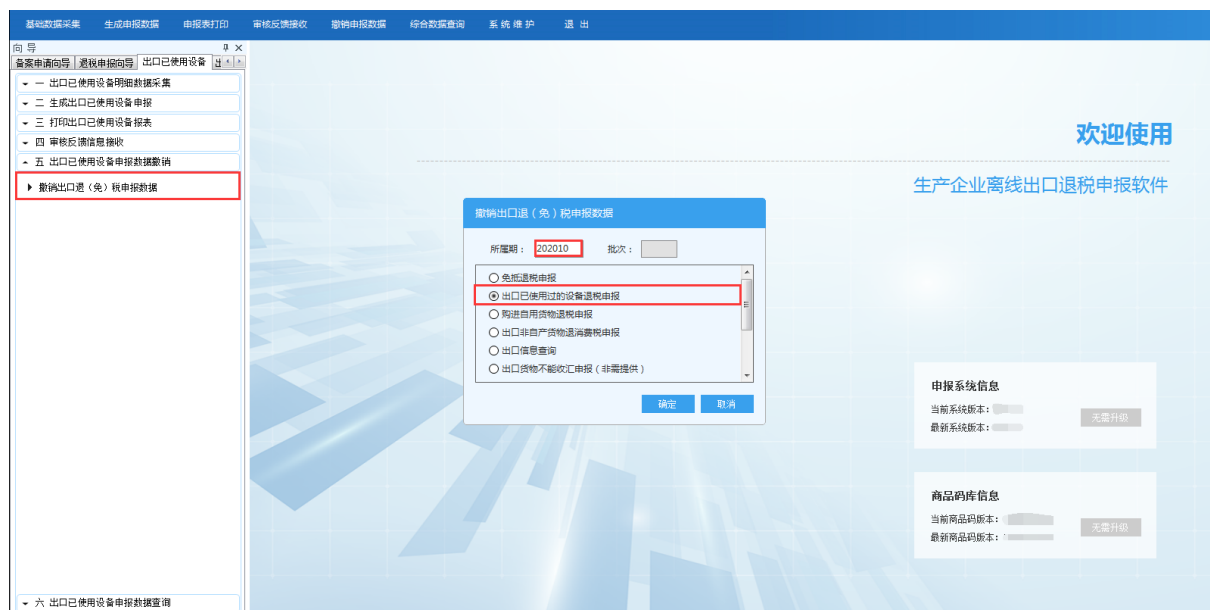 基础数据采集 生成申报数据 申报表打印 审核反馈接收 撤销申报数据 综合数据查询 系统维护 退出
向导
备案申请向导 退税申报向导 出口已使用设备
一 出口已使用设备明细数据采集
二 生成出口已使用设备申报
三 打印出口已使用设备报表
四 审核反馈信息接收
五 出口已使用设备申报数据撤销
撤销出口退（免）税申报数据
六 出口已使用设备申报数据查询
欢迎使用
生产企业离线出口退税申报软件
撤销出口退（免）税申报数据
所属期： 202010 批次：
免抵退税申报
出口已使用过的设备退税申报
购进自用货物退税申报
出口非自产货物退消费税申报
出口信息查询
出口货物不能收汇申报（非需提供）
确定 取消
申报系统信息
当前系统版本：
最新系统版本：
无需升级
商品码库信息
当前商品码版本：
最新商品码版本：
无需升级